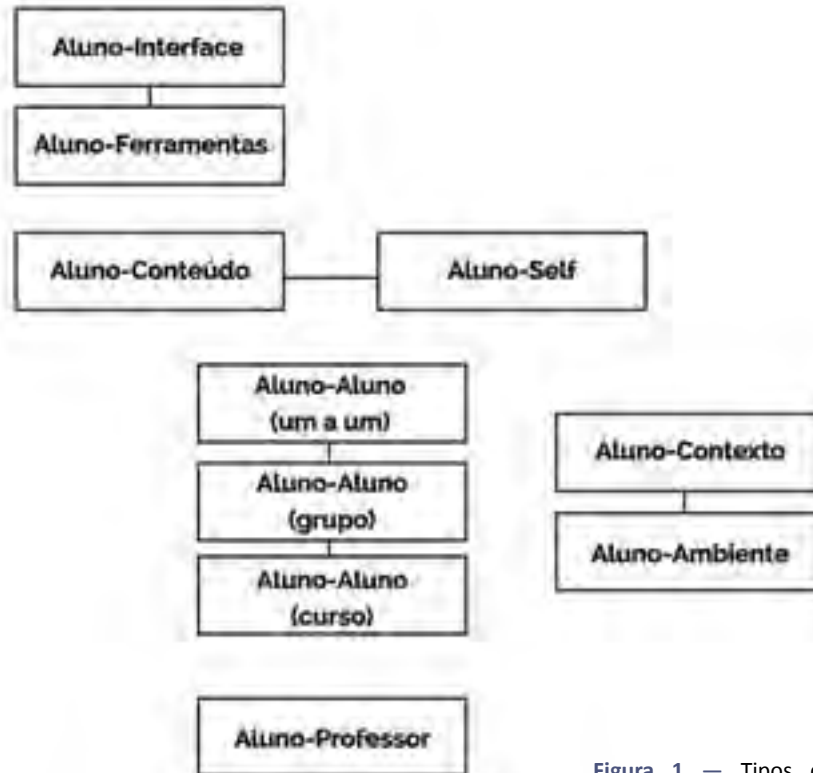 Aluno-Interface
Aluno-Ferramentas
Aluno-Conteúdo
Aluno-Self
Aluno-Aluno
(um a um)
Aluno-Aluno
(grupo)
Aluno-Aluno
(curso)
Aluno-Contexto
Aluno-Ambiente
Aluno-Professor
Figura 1 — Tipos